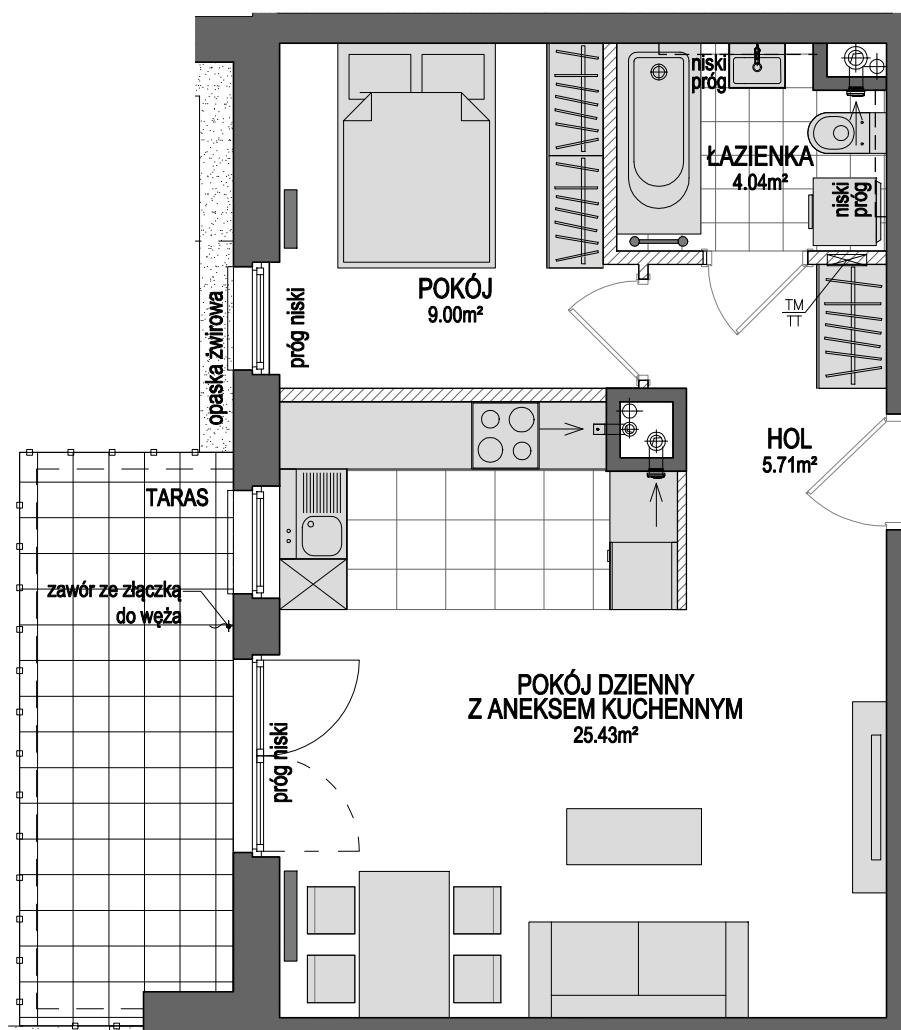 niski
próg
ŁAZIENKA
4.04m²
niski
próg
POKÓJ
9.00m²
próg niski
opaska żwirowa
TM
TT
HOL
5.71m²
TARAS
zawór ze złączką
do węża
POKÓJ DZIENNY
Z ANEKSEM KUCHENNYM
25.43m²
próg niski